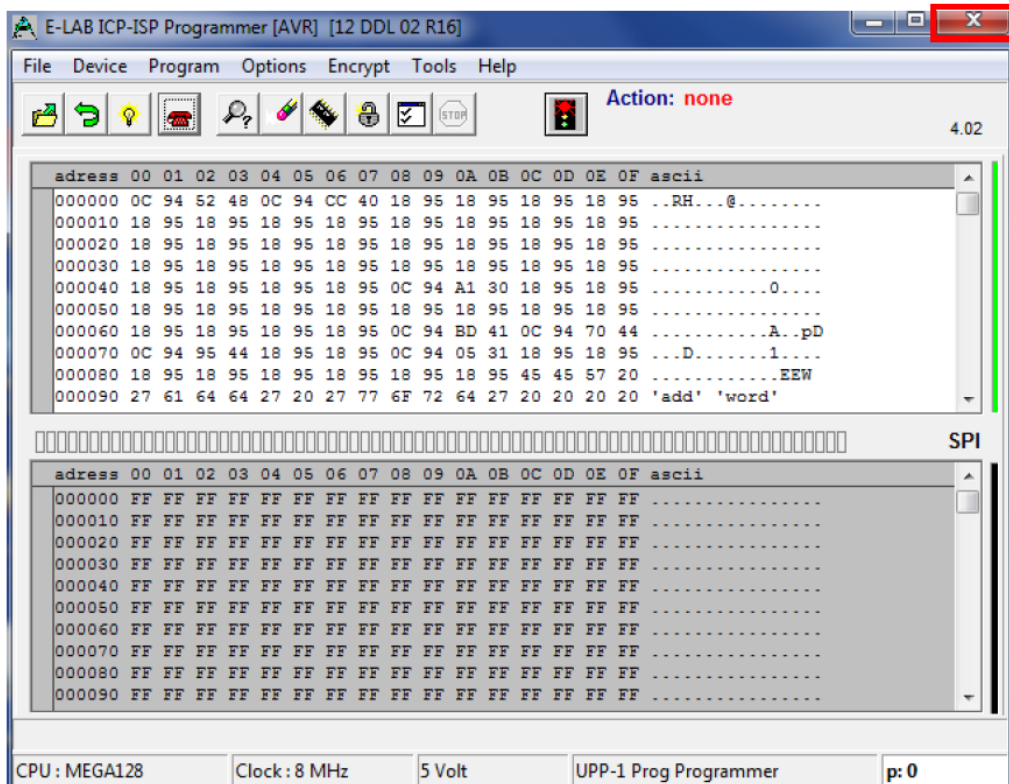 E-LAB ICP-ISP Programmer [AVR] [12 DDL 02 R16]
File Device Program Options Encrypt Tools Help
STOP
Action: none
4.02
adress 00 01 02 03 04 05 06 07 08 09 0A 0B 0C 0D 0E 0F ascii
000000 0C 94 52 48 0C 94 CC 40 18 95 18 95 18 95 18 95 ..RH...@........
000010 18 95 18 95 18 95 18 95 18 95 18 95 18 95 18 95 ................
000020 18 95 18 95 18 95 18 95 18 95 18 95 18 95 18 95 ................
000030 18 95 18 95 18 95 18 95 18 95 18 95 18 95 18 95 ................
000040 18 95 18 95 18 95 18 95 0C 94 A1 30 18 95 18 95 ...........0....
000050 18 95 18 95 18 95 18 95 18 95 18 95 18 95 18 95 ................
000060 18 95 18 95 18 95 18 95 0C 94 BD 41 0C 94 70 44 ...........A..pD
000070 0C 94 95 44 18 95 18 95 0C 94 05 31 18 95 18 95 ...D.......1....
000080 18 95 18 95 18 95 18 95 18 95 18 95 45 45 57 20 ............EEW
000090 27 61 64 64 27 20 27 77 6F 72 64 27 20 20 20 20 'add' 'word'
SPI
adress 00 01 02 03 04 05 06 07 08 09 0A 0B 0C 0D 0E 0F ascii
000000 FF FF FF FF FF FF FF FF FF FF FF FF FF FF FF FF ................
000010 FF FF FF FF FF FF FF FF FF FF FF FF FF FF FF FF ................
000020 FF FF FF FF FF FF FF FF FF FF FF FF FF FF FF FF ................
000030 FF FF FF FF FF FF FF FF FF FF FF FF FF FF FF FF ................
000040 FF FF FF FF FF FF FF FF FF FF FF FF FF FF FF FF ................
000050 FF FF FF FF FF FF FF FF FF FF FF FF FF FF FF FF ................
000060 FF FF FF FF FF FF FF FF FF FF FF FF FF FF FF FF ................
000070 FF FF FF FF FF FF FF FF FF FF FF FF FF FF FF FF ................
000080 FF FF FF FF FF FF FF FF FF FF FF FF FF FF FF FF ................
000090 FF FF FF FF FF FF FF FF FF FF FF FF FF FF FF FF ................
CPU : MEGA128 Clock : 8 MHz 5 Volt UPP-1 Prog Programmer p: 0